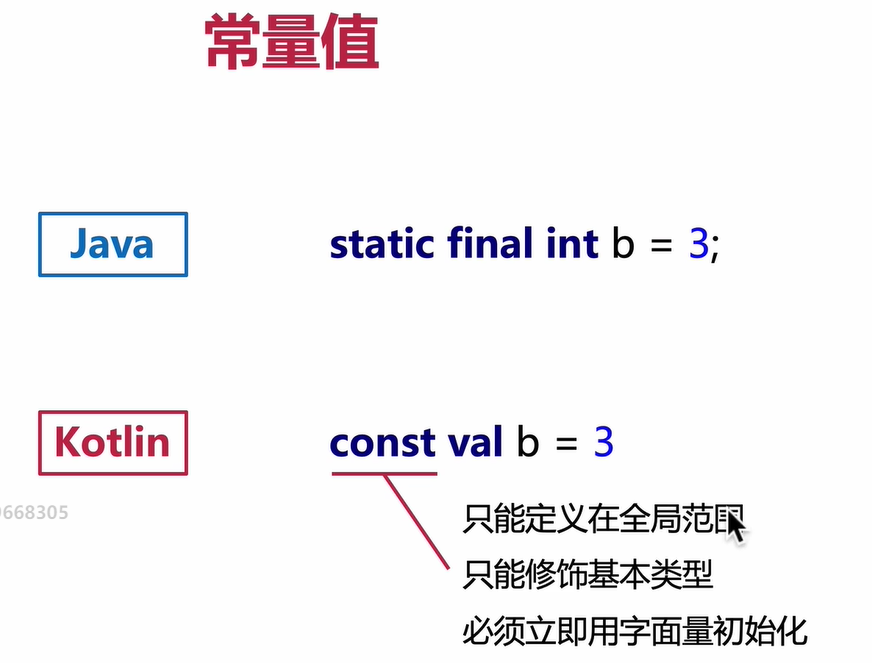 常量值
Java static final int b = 3;
Kotlin const val b = 3
668305
只能定义在全局范围
只能修饰基本类型
必须立即用字面量初始化